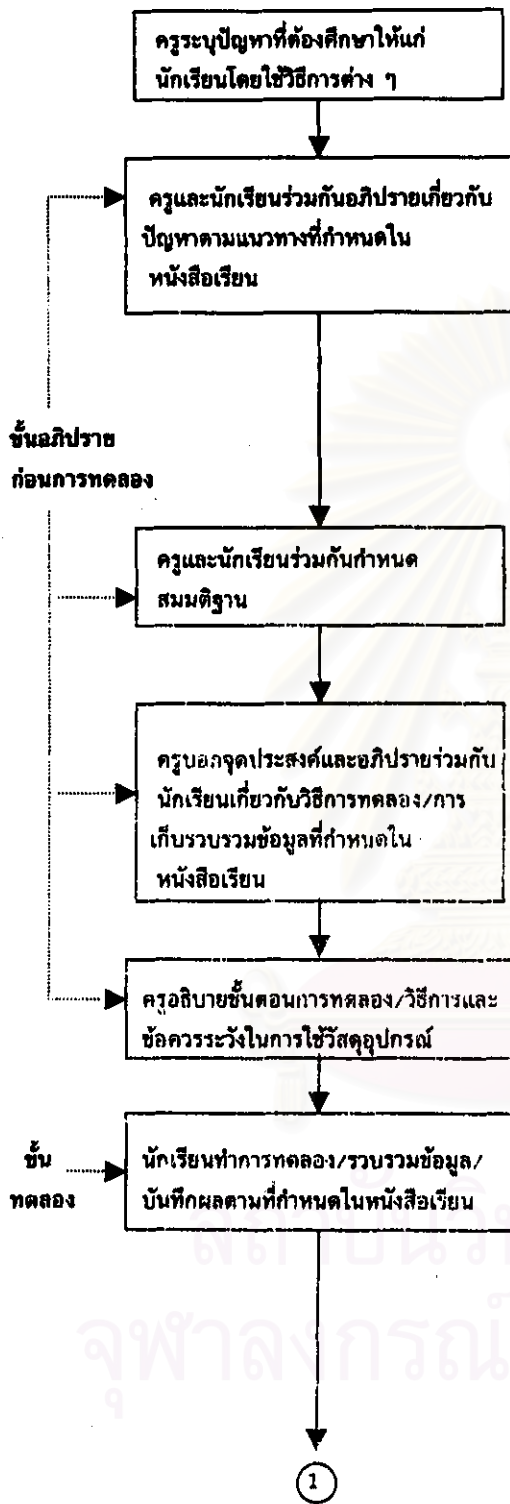 ครูระบุปัญหาที่ต้องศึกษาให้แก่
นักเรียนโดยใช้วิธีการต่าง ๆ
ครูและนักเรียนร่วมกันอภิปรายเกี่ยวกับ
ปัญหาตามแนวทางที่กำหนดใน
หนังสือเรียน
ขั้นอภิปราย
ก่อนการทดลอง
ครูและนักเรียนร่วมกันกำหนด
สมมติฐาน
ครูบอกจุดประสงค์และอภิปรายร่วมกับ
นักเรียนเกี่ยวกับวิธีการทดลอง/การ
เก็บรวบรวมข้อมูลที่กำหนดใน
หนังสือเรียน
ครูอธิบายขั้นตอนการทดลอง/วิธีการและ
ข้อควรระวังในการใช้วัสดุอุปกรณ์
ขั้น
ทดลอง
นักเรียนทำการทดลอง/รวบรวมข้อมูล/
บันทึกผลตามที่กำหนดในหนังสือเรียน
สถาบันวิ
จุฬาลงกรณ์
1